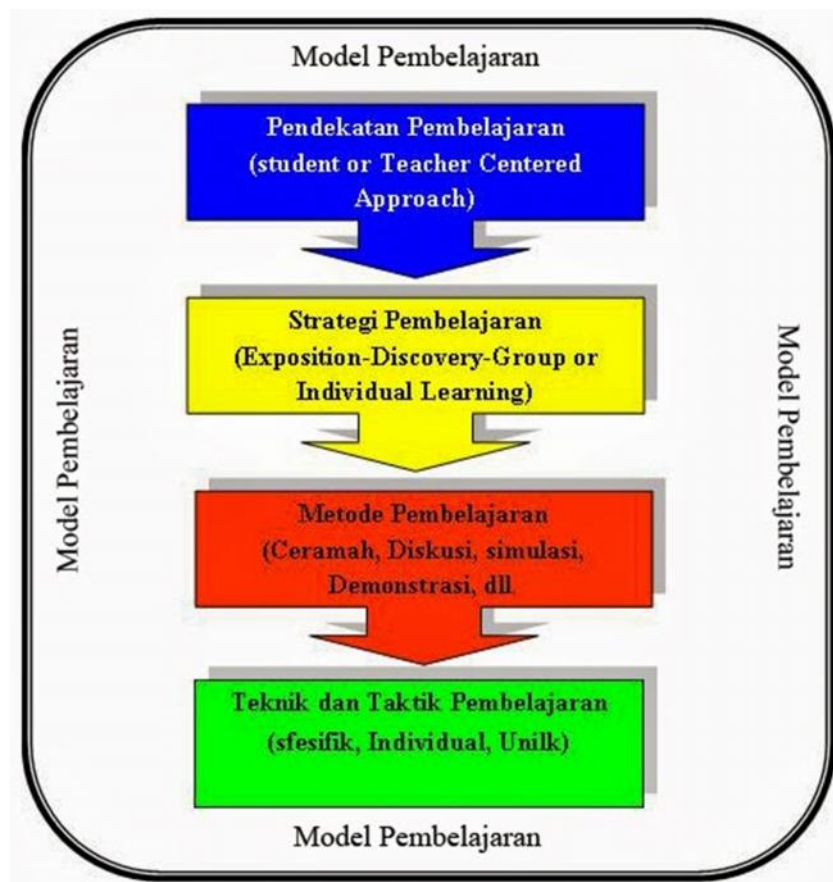 Model Pembelajaran
Pendekatan Pembelajaran
(student or Teacher Centered
Approach)
Strategi Pembelajaran
(Exposition-Discovery-Group or
Individual Learning)
Model Pembelajaran
Model Pembelajaran
Metode Pembelajaran
(Ceramah, Diskusi, simulasi,
Demonstrasi, dll
Teknik dan Taktik Pembelajaran
(sfesifik, Individual, Unilk)
Model Pembelajaran